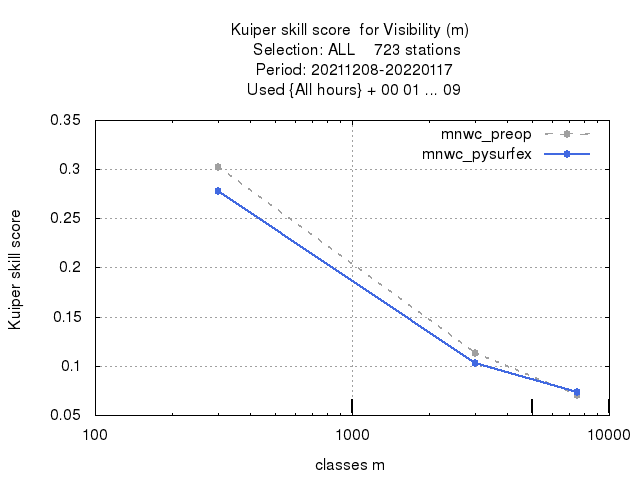 Kuiper skill score  for Visibility (m)
Selection: ALL    723 stations
Period: 20211208-20220117
Used {All hours} + 00 01 ... 09
mnwc_preop
mnwc_pysurfex
0.35
0.3
0.25
0.2
0.15
0.1
0.05
Kuiper skill score
100
1000
10000
classes m